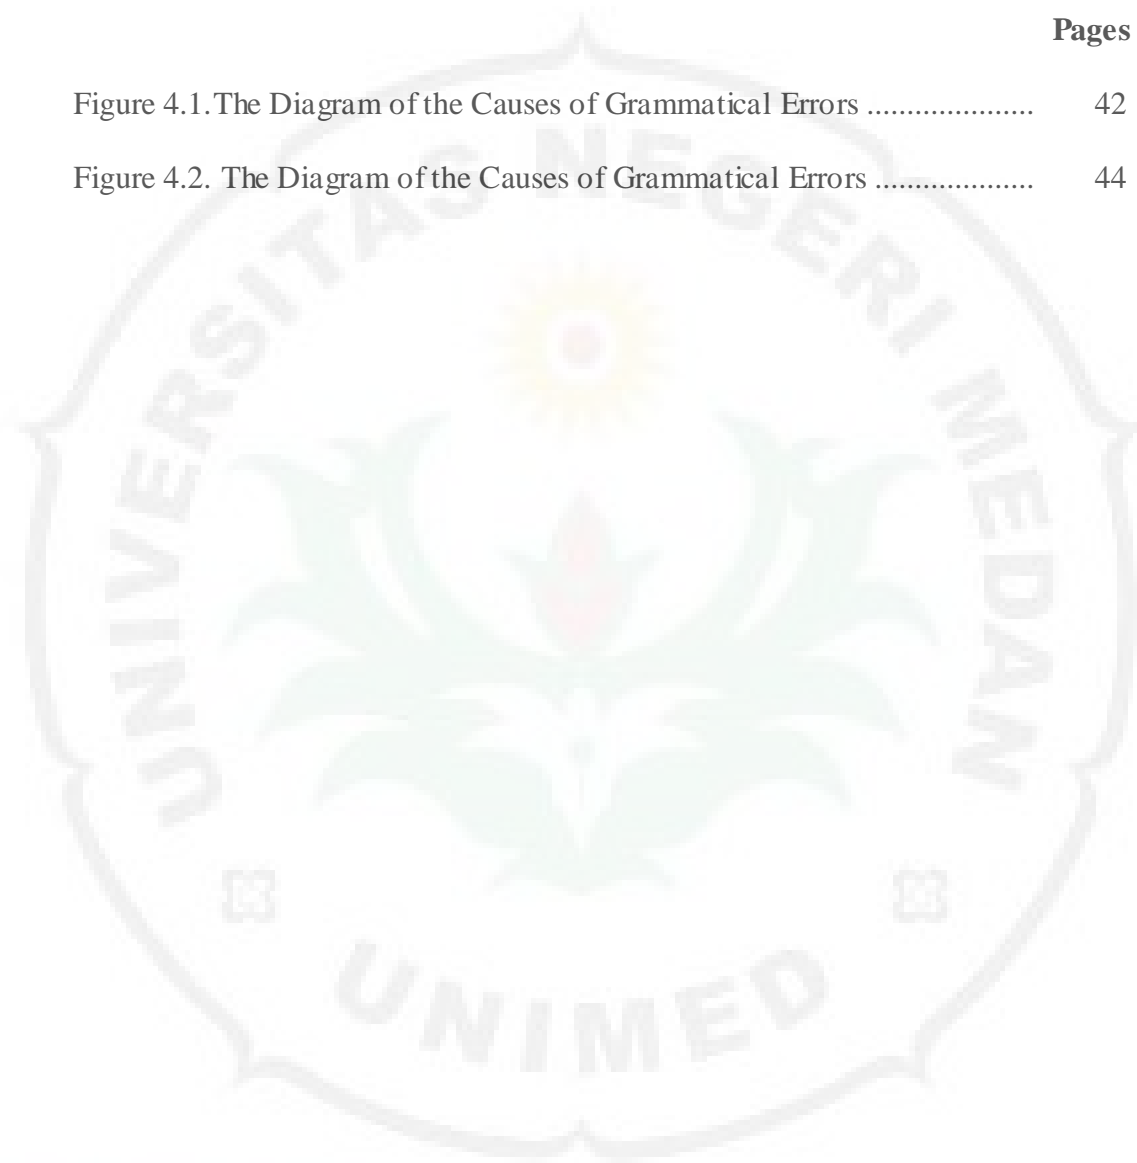 Pages
Figure 4.1.The Diagram of the Causes of Grammatical Errors .................... 42
Figure 4.2. The Diagram of the Causes of Grammatical Errors ................... 44
UNIVERSITAS NEGERI MEDAN
UNIMED